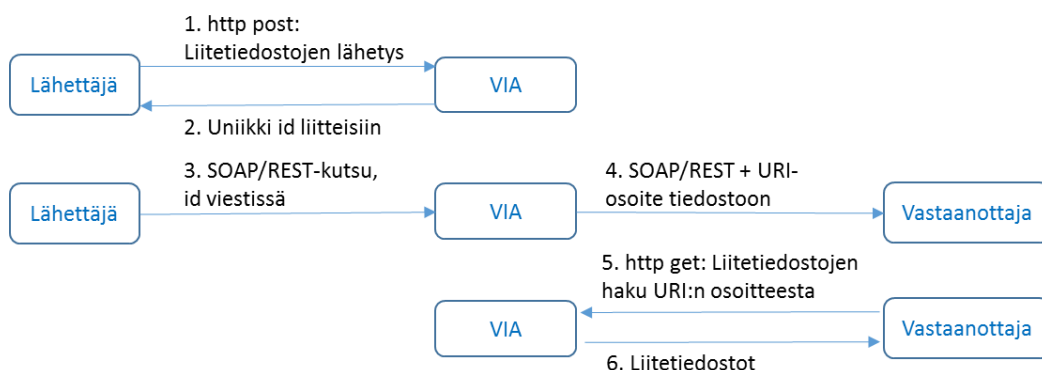 1. http post:
Liitetiedostojen lähetys
Lähettäjä
VIA
2. Uniikki id liitteisiin
3. SOAP/REST-kutsu,
id viestissä
4. SOAP/REST + URI-
osoite tiedostoon
Lähettäjä
VIA
Vastaanottaja
5. http get: Liitetiedostojen
haku URI:n osoitteesta
VIA
Vastaanottaja
6. Liitetiedostot